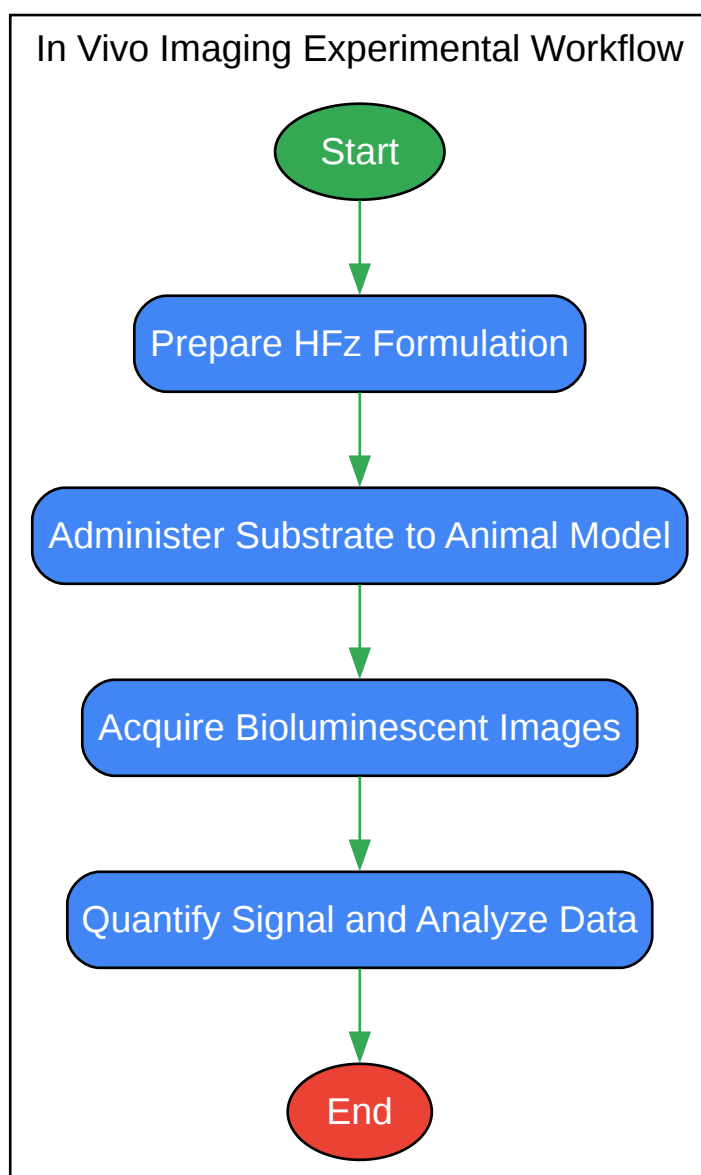 In Vivo Imaging Experimental Workflow
Start
Prepare HFz Formulation
Administer Substrate to Animal Model
Acquire Bioluminescent Images
Quantify Signal and Analyze Data
End